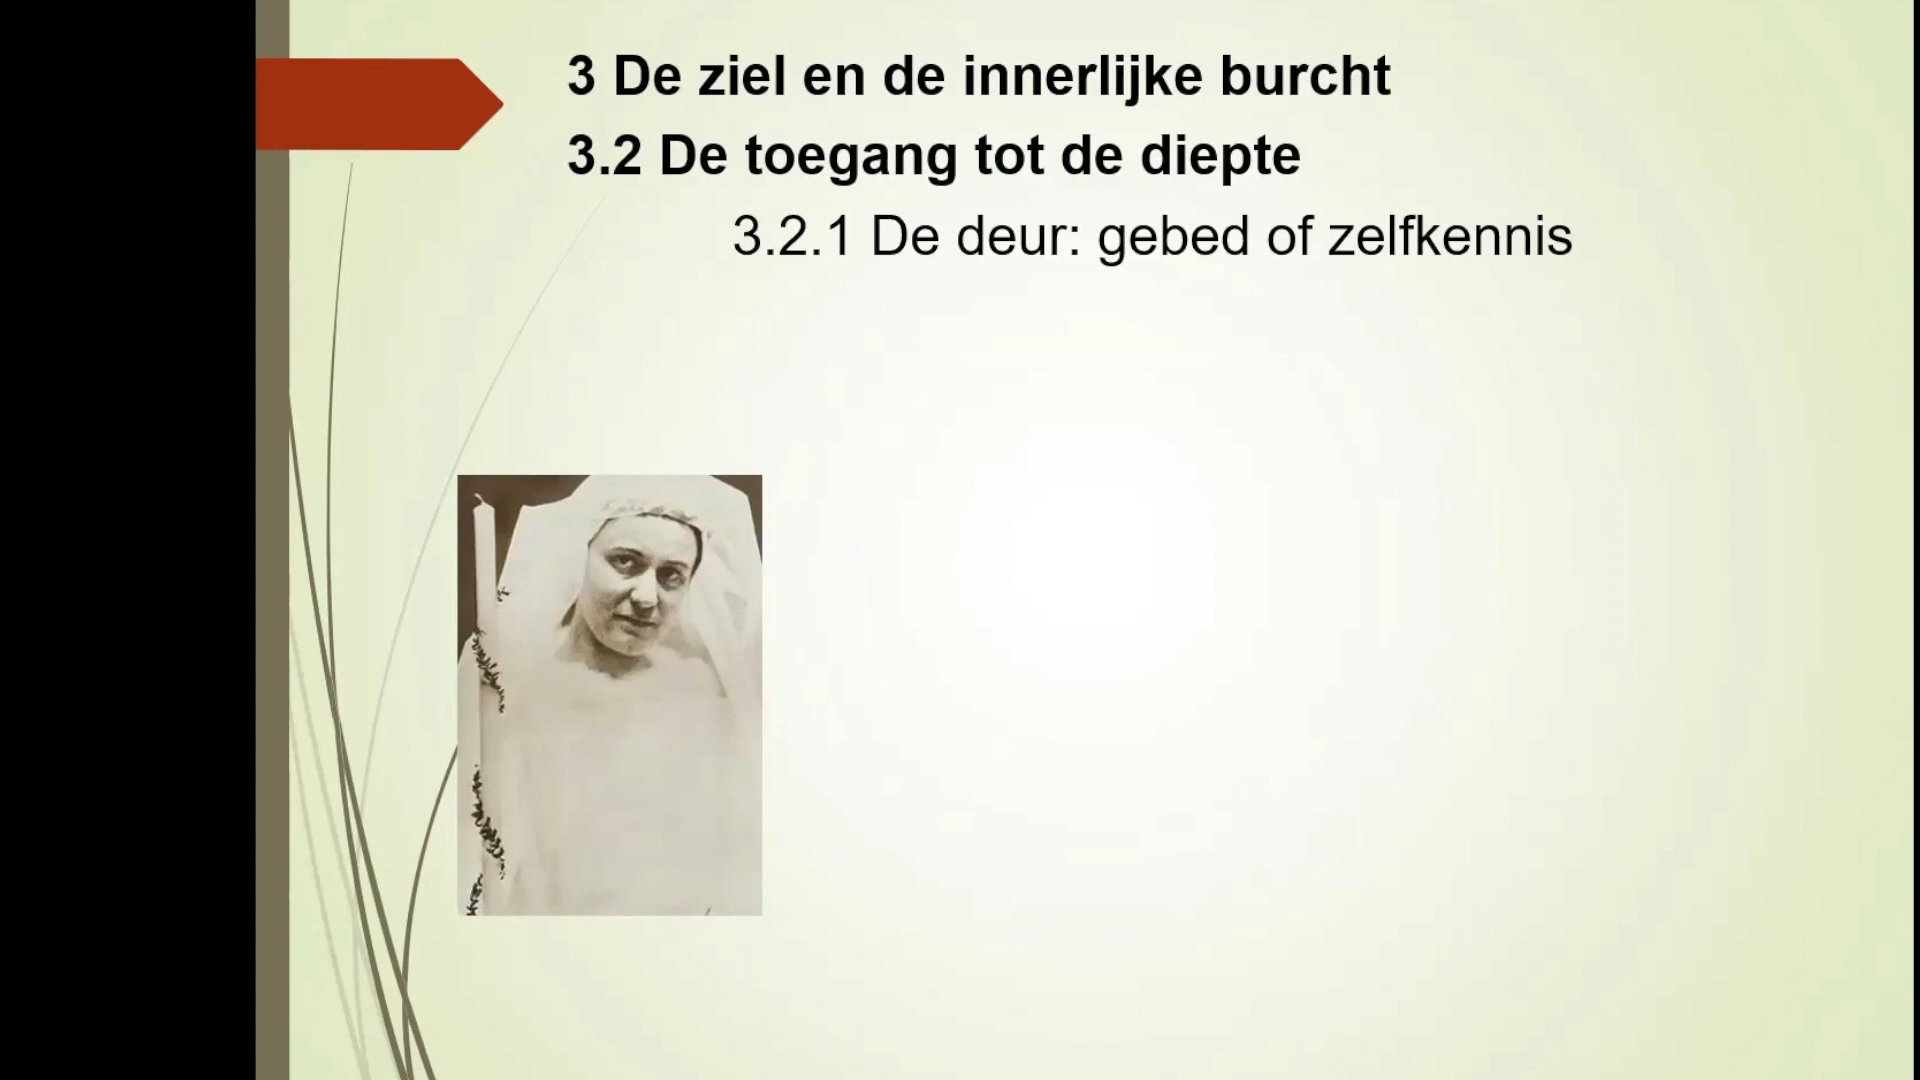 3 De ziel en de innerlijke burcht
3.2 De toegang tot de diepte
3.2.1 De deur: gebed of zelfkennis